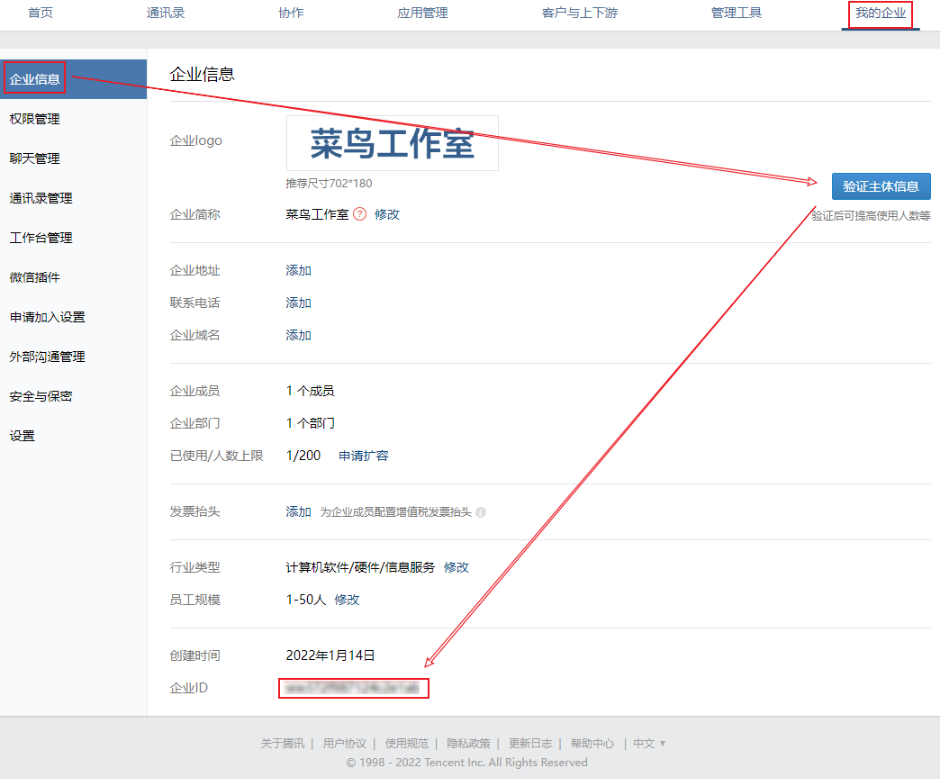 首页 通讯录 协作 应用管理 客户与上下游 管理工具 我的企业
企业信息
权限管理
聊天管理
通讯录管理
工作台管理
微信插件
申请加入设置
外部沟通管理
安全与保密
设置
企业信息
企业logo 菜鸟工作室
推荐尺寸702*180
验证主体信息
验证后可提高使用人数等
企业简称 菜鸟工作室 ? 修改
企业地址 添加
联系电话 添加
企业域名 添加
企业成员 1 个成员
企业部门 1 个部门
已使用/人数上限 1/200 申请扩容
发票抬头 添加 为企业成员配置增值税发票抬头
行业类型 计算机软件/硬件/信息服务 修改
员工规模 1-50人 修改
创建时间 2022年1月14日
企业ID
关于腾讯 | 用户协议 | 使用规范 | 隐私政策 | 更新日志 | 帮助中心 | 中文
© 1998 - 2022 Tencent Inc. All Rights Reserved